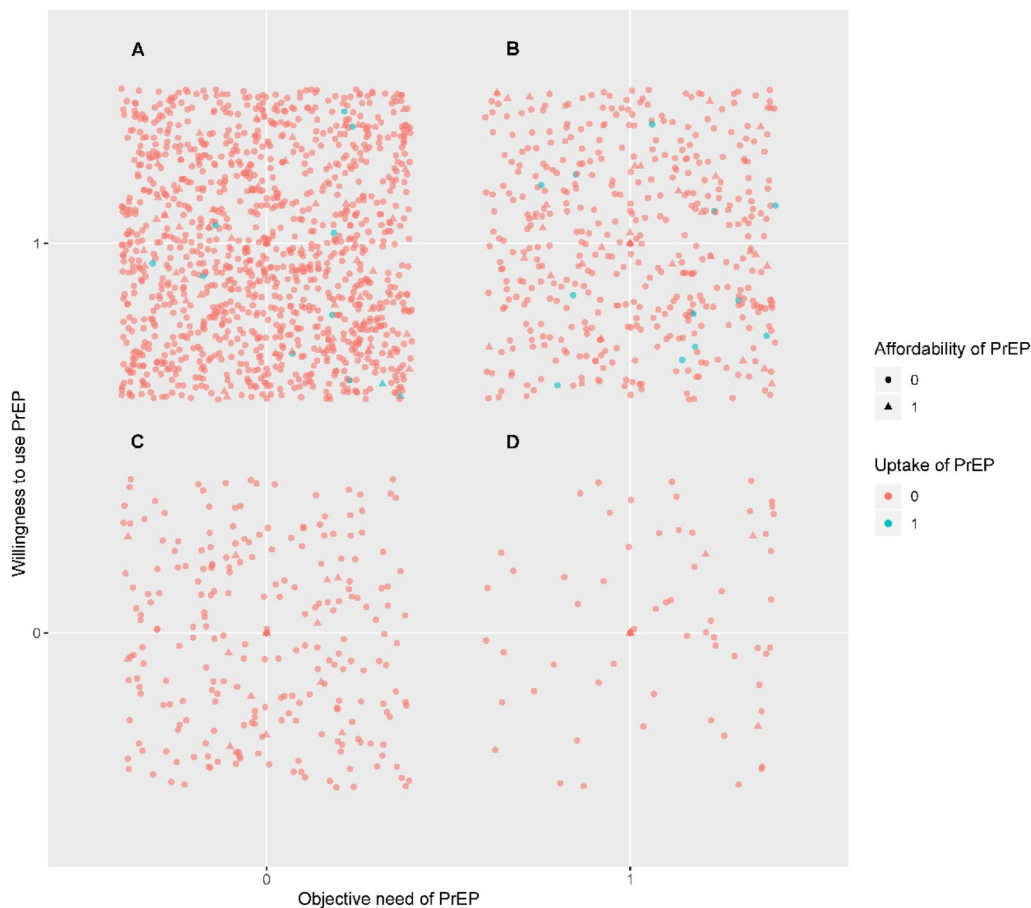 A
B
1
C
D
Willingness to use PrEP
0
0
1
Objective need of PrEP
Affordability of PrEP
0
1
Uptake of PrEP
0
1